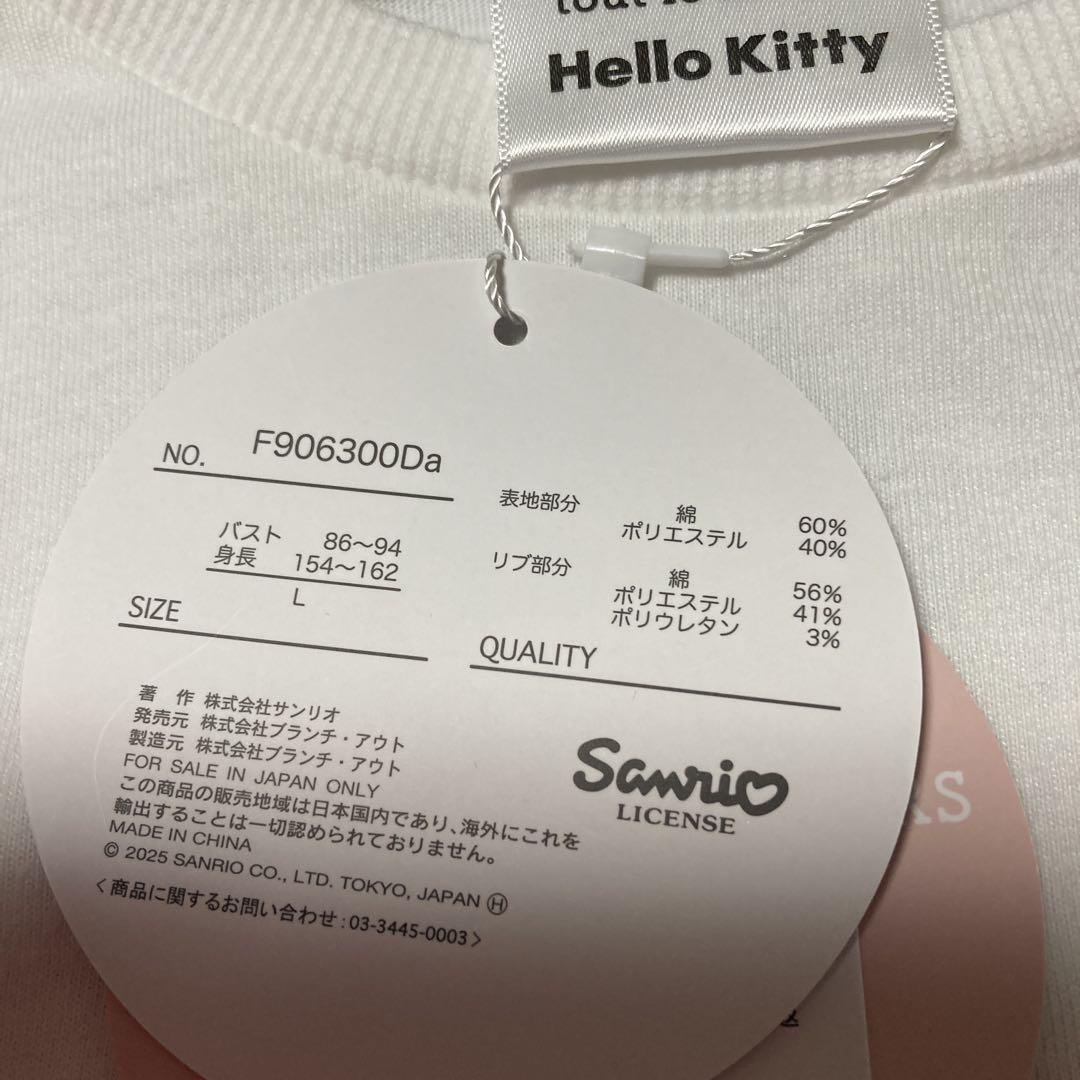 Hello Kitty
NO. F906300Da
バスト 86〜94
身長 154〜162
L
SIZE
表地部分 綿 60%
ポリエステル 40%
リブ部分 綿 56%
ポリエステル 41%
ポリウレタン 3%
QUALITY
著 作 株式会社サンリオ
発売元 株式会社ブランチ・アウト
製造元 株式会社ブランチ・アウト
FOR SALE IN JAPAN ONLY
この商品の販売地域は日本国内であり、海外にこれを
輸出することは一切認められておりません。
MADE IN CHINA
© 2025 SANRIO CO., LTD. TOKYO, JAPAN Ⓗ
<商品に関するお問い合わせ:03-3445-0003>
Sanrio
LICENSE